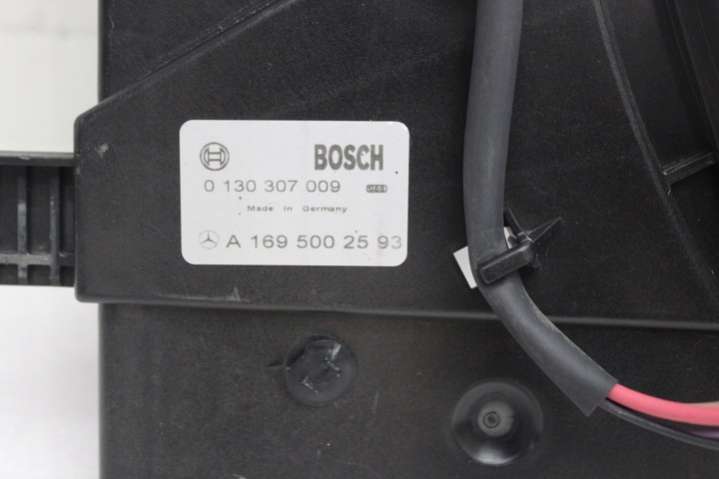 BOSCH
0 130 307 009
Made in Germany
A 169 500 25 93